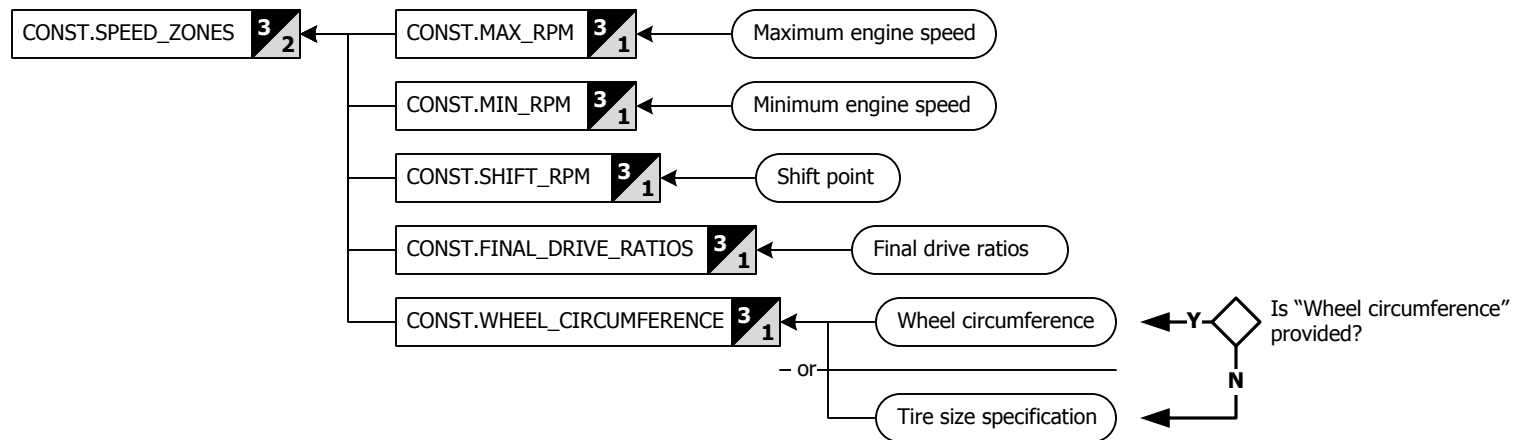 CONST.SPEED_ZONES 3 2
CONST.MAX_RPM 3 1
Maximum engine speed
CONST.MIN_RPM 3 1
Minimum engine speed
CONST.SHIFT_RPM 3 1
Shift point
CONST.FINAL_DRIVE_RATIOS 3 1
Final drive ratios
CONST.WHEEL_CIRCUMFERENCE 3 1
Wheel circumference
Y
Is “Wheel circumference”
provided?
– or
N
Tire size specification